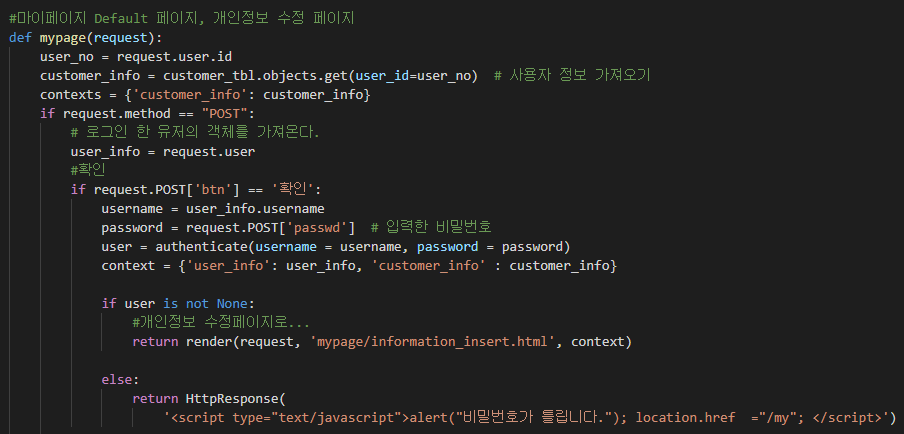 #마이페이지 Default 페이지, 개인정보 수정 페이지
def mypage(request):
    user_no = request.user.id
    customer_info = customer_tbl.objects.get(user_id=user_no)  # 사용자 정보 가져오기
    contexts = {'customer_info': customer_info}
    if request.method == "POST":
        # 로그인 한 유저의 객체를 가져온다.
        user_info = request.user
        #확인
        if request.POST['btn'] == '확인':
            username = user_info.username
            password = request.POST['passwd']  # 입력한 비밀번호
            user = authenticate(username = username, password = password)
            context = {'user_info': user_info, 'customer_info' : customer_info}
            if user is not None:
                #개인정보 수정페이지로...
                return render(request, 'mypage/information_insert.html', context)
            else:
                return HttpResponse(
                    '<script type="text/javascript">alert("비밀번호가 틀립니다."); location.href  ="/my"; </script>')